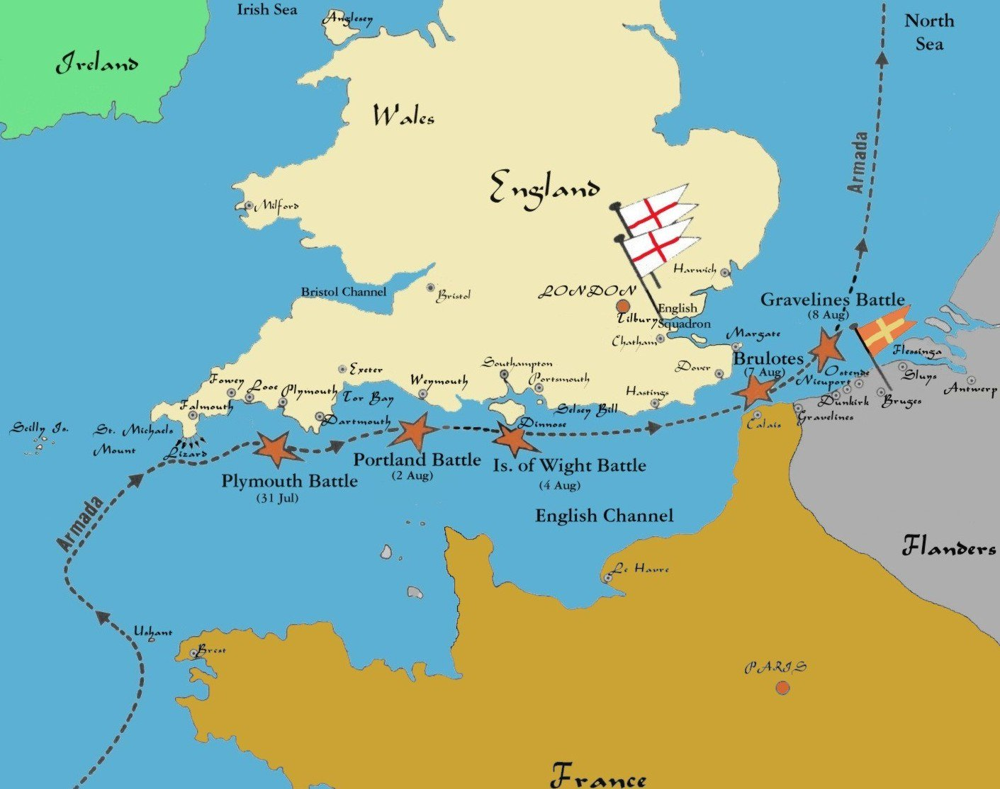 Irish Sea
Anglesey
North
Sea
Ireland
Wales
Armada
England
Milford
Harwich
Bristol Channel
Bristol
LONDON
Gravelines Battle
(8 Aug)
English
Squadron
Tilbury
Chatham
Margate
Flessinga
Brulotes
(7 Aug)
Southampton
Exeter
Dover
Ostende
Sluys
Fowey
Looe
Plymouth
Weymouth
Portsmouth
Nieuport
Antwerp
Tor Bay
Hastings
Dunkirk
Bruges
Falmouth
Selsey Bill
Gravelines
Calais
Dartmouth
Dinnose
Scilly Is.
St. Michaels
Mount
Lizard
Portland Battle
(2 Aug)
Is. of Wight Battle
(4 Aug)
Plymouth Battle
(31 Jul)
English Channel
Armada
Flanders
Le Havre
Ushant
Brest
PARIS
France